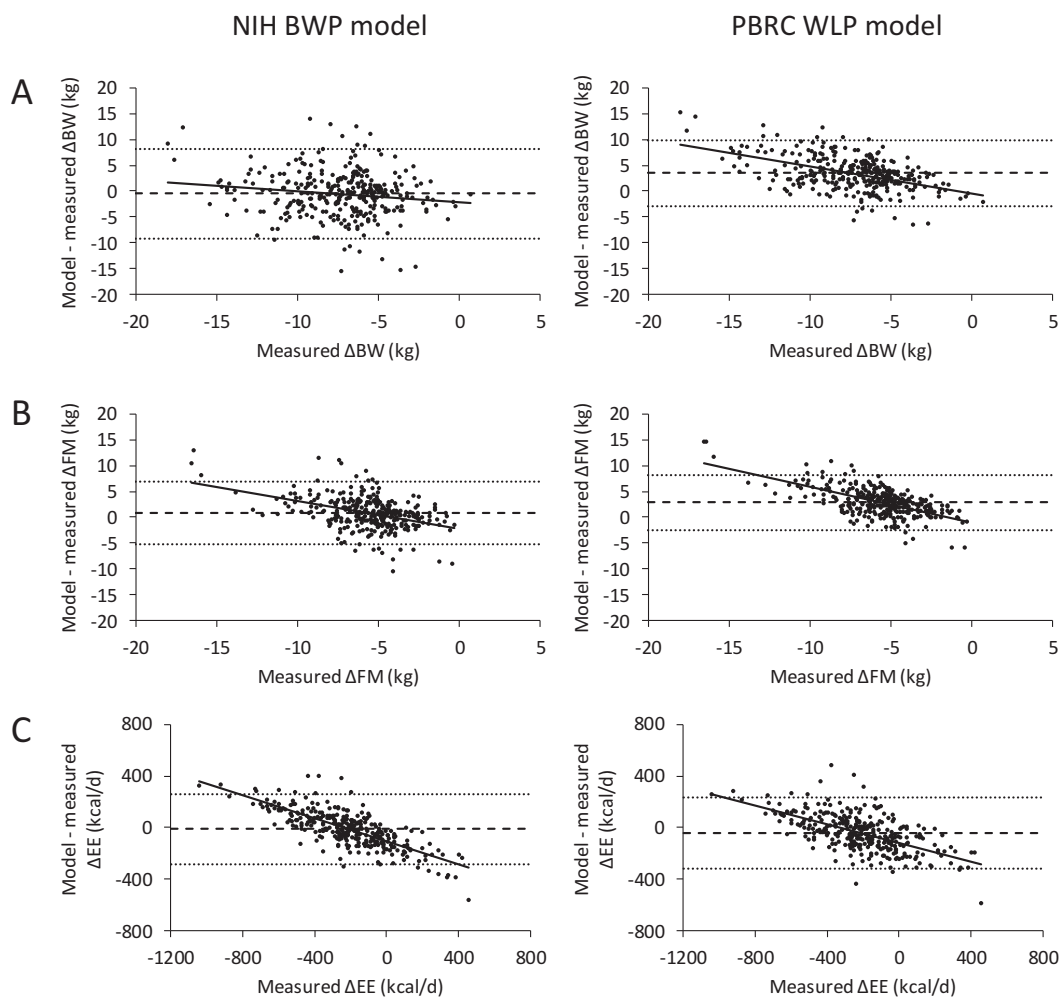 NIH BWP model
PBRC WLP model
A
Model - measured ΔBW (kg)
20
15
10
5
0
-5
-10
-15
-20
-20 -15 -10 -5 0 5
Measured ΔBW (kg)
Model - measured ΔBW (kg)
20
15
10
5
0
-5
-10
-15
-20
-20 -15 -10 -5 0 5
Measured ΔBW (kg)
B
Model - measured ΔFM (kg)
20
15
10
5
0
-5
-10
-15
-20
-20 -15 -10 -5 0 5
Measured ΔFM (kg)
Model - measured ΔFM (kg)
20
15
10
5
0
-5
-10
-15
-20
-20 -15 -10 -5 0 5
Measured ΔFM (kg)
C
Model - measured
ΔEE (kcal/d)
800
400
0
-400
-800
-1200 -800 -400 0 400 800
Measured ΔEE (kcal/d)
Model - measured
ΔEE (kcal/d)
800
400
0
-400
-800
-1200 -800 -400 0 400 800
Measured ΔEE (kcal/d)